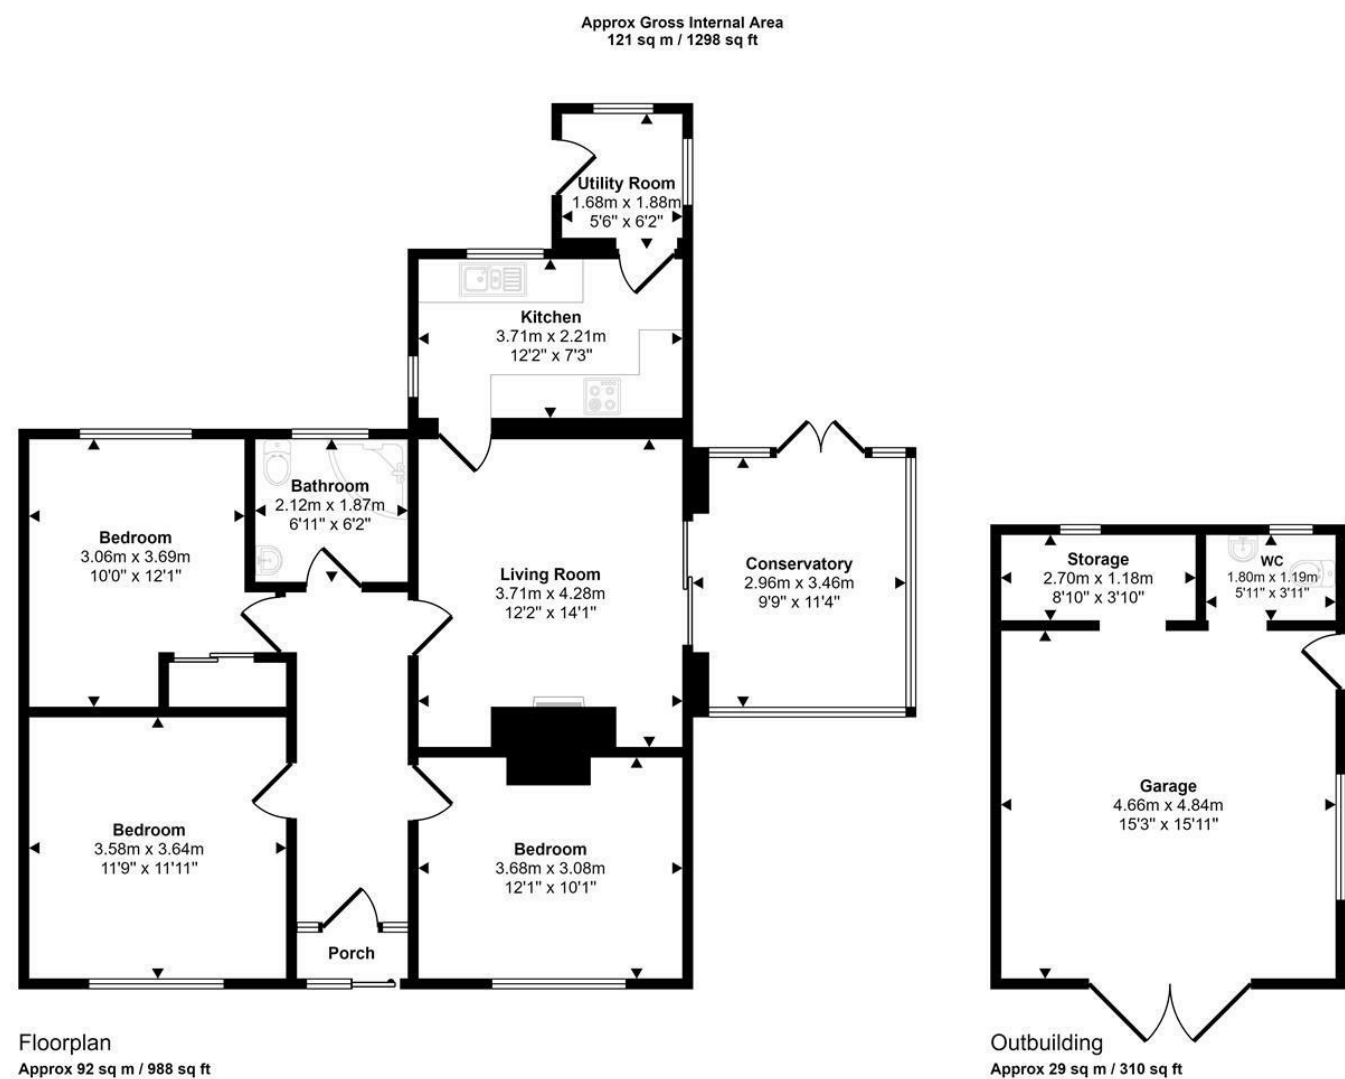 Approx Gross Internal Area
121 sq m / 1298 sq ft
Utility Room
1.68m x 1.88m
5'6" x 6'2"
Kitchen
3.71m x 2.21m
12'2" x 7'3"
Bathroom
2.12m x 1.87m
6'11" x 6'2"
Bedroom
3.06m x 3.69m
10'0" x 12'1"
Living Room
3.71m x 4.28m
12'2" x 14'1"
Conservatory
2.96m x 3.46m
9'9" x 11'4"
Storage
2.70m x 1.18m
8'10" x 3'10"
WC
1.80m x 1.19m
5'11" x 3'11"
Garage
4.66m x 4.84m
15'3" x 15'11"
Bedroom
3.58m x 3.64m
11'9" x 11'11"
Bedroom
3.68m x 3.08m
12'1" x 10'1"
Porch
Floorplan
Approx 92 sq m / 988 sq ft
Outbuilding
Approx 29 sq m / 310 sq ft